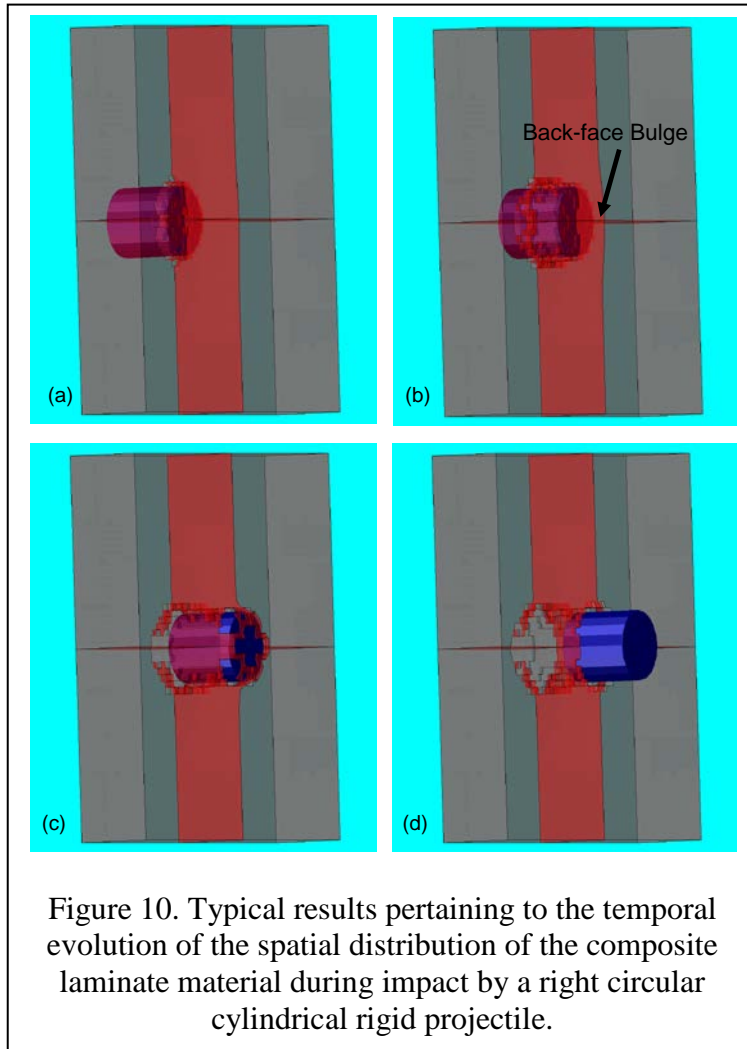 Back-face Bulge
(a)
(b)
(c)
(d)
Figure 10. Typical results pertaining to the temporal
evolution of the spatial distribution of the composite
laminate material during impact by a right circular
cylindrical rigid projectile.